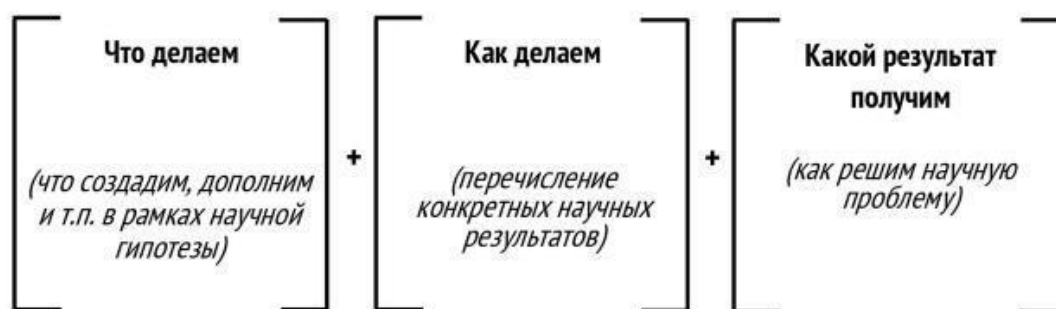 Что делаем
(что создадим, дополним
и т.п. в рамках научной
гипотезы)
+
Как делаем
(перечисление
конкретных научных
результатов)
+
Какой результат
получим
(как решим научную
проблему)